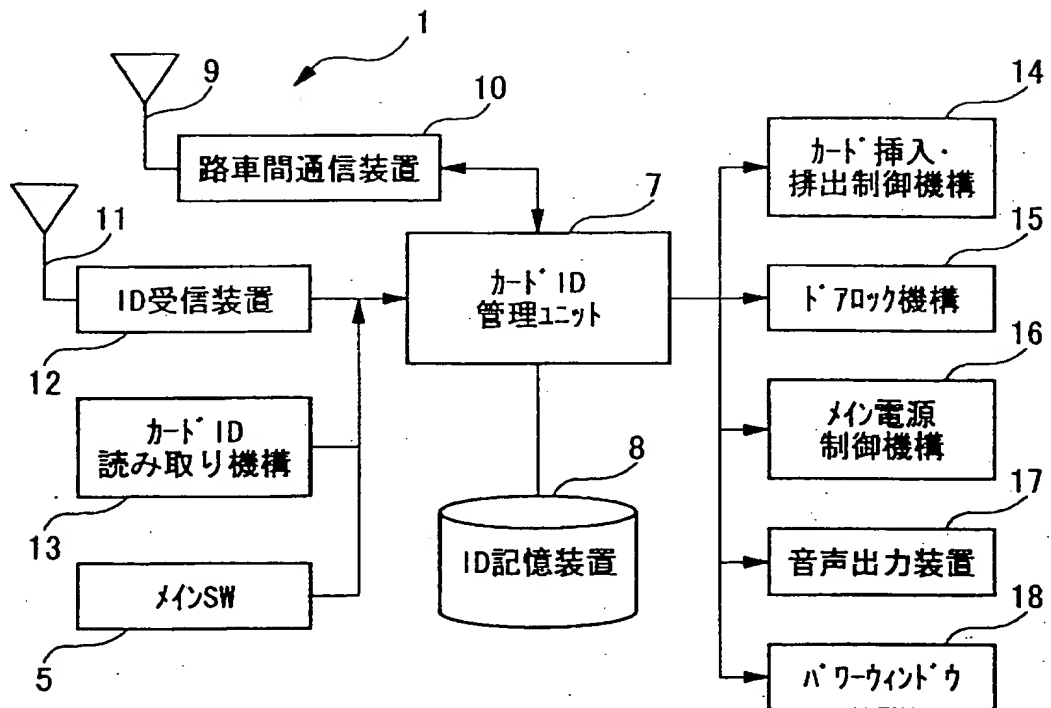 1
9
10
路車間通信装置
14
ｶｰﾄﾞ挿入・
排出制御機構
11
7
ID受信装置
12
ｶｰﾄﾞID
管理ﾕﾆｯﾄ
15
ﾄﾞｱﾛｯｸ機構
16
ﾒｲﾝ電源
制御機構
ｶｰﾄﾞID
読み取り機構
13
8
ID記憶装置
17
音声出力装置
ﾒｲﾝSW
5
18
ﾊﾟﾜｰｳｨﾝﾄﾞｳ